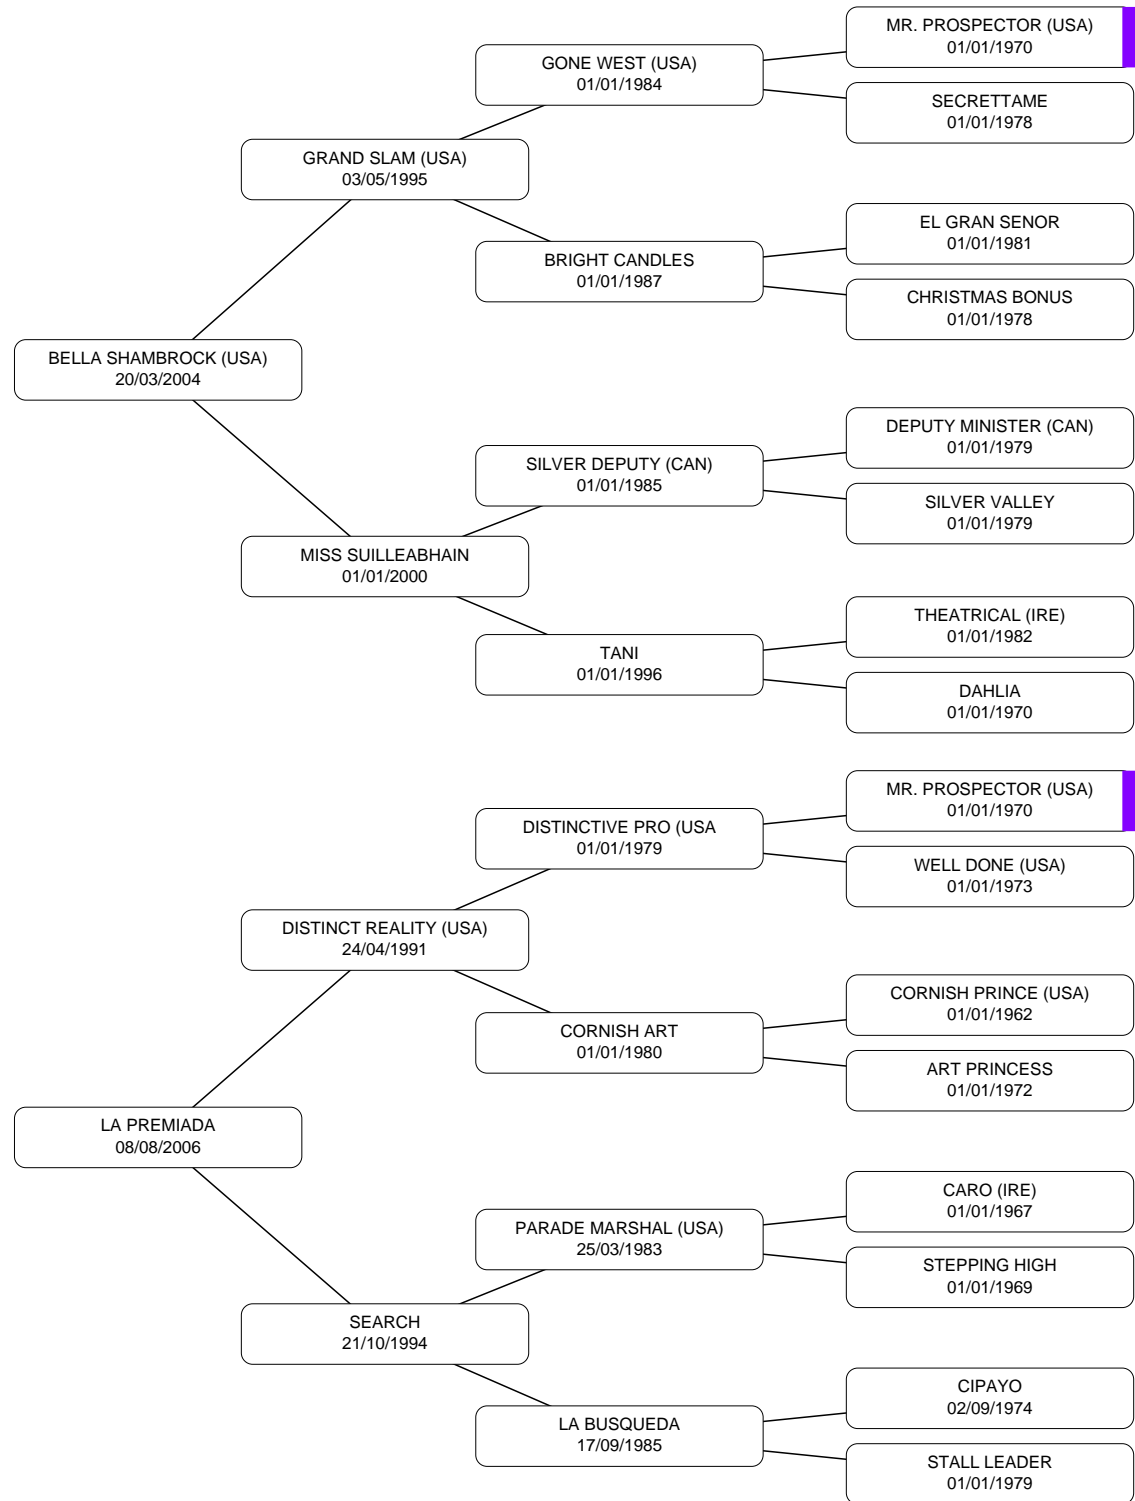 MR. PROSPECTOR (USA)
01/01/1970
GONE WEST (USA)
01/01/1984
SECRETTAME
01/01/1978
GRAND SLAM (USA)
03/05/1995
EL GRAN SENOR
01/01/1981
BRIGHT CANDLES
01/01/1987
CHRISTMAS BONUS
01/01/1978
BELLA SHAMBROCK (USA)
20/03/2004
DEPUTY MINISTER (CAN)
01/01/1979
SILVER DEPUTY (CAN)
01/01/1985
SILVER VALLEY
01/01/1979
MISS SUILLEABHAIN
01/01/2000
THEATRICAL (IRE)
01/01/1982
TANI
01/01/1996
DAHLIA
01/01/1970
MR. PROSPECTOR (USA)
01/01/1970
DISTINCTIVE PRO (USA
01/01/1979
WELL DONE (USA)
01/01/1973
DISTINCT REALITY (USA)
24/04/1991
CORNISH PRINCE (USA)
01/01/1962
CORNISH ART
01/01/1980
ART PRINCESS
01/01/1972
LA PREMIADA
08/08/2006
CARO (IRE)
01/01/1967
PARADE MARSHAL (USA)
25/03/1983
STEPPING HIGH
01/01/1969
SEARCH
21/10/1994
CIPAYO
02/09/1974
LA BUSQUEDA
17/09/1985
STALL LEADER
01/01/1979